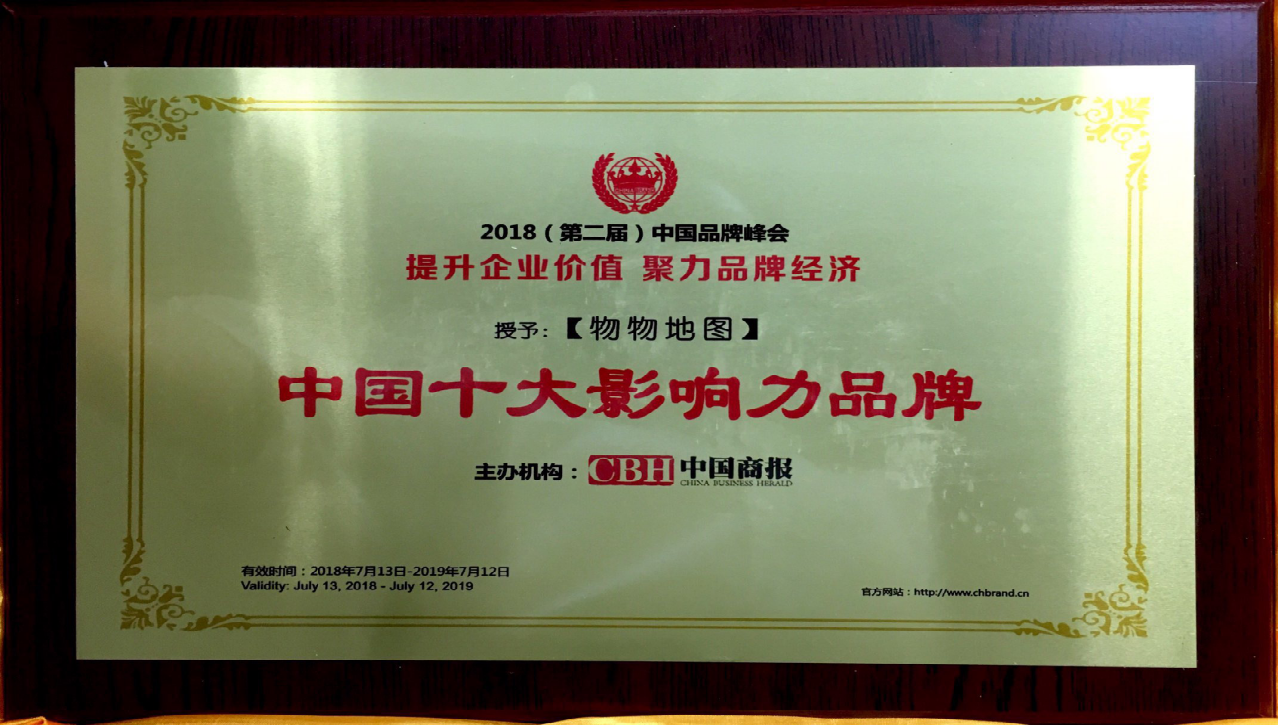 2018（第二届）中国品牌峰会
提升企业价值 聚力品牌经济
授予:【物物地图】
中国十大影响力品牌
主办机构：CBH 中国商报
CHINA BUSINESS HERALD
有效时间：2018年7月13日-2019年7月12日
Validity: July 13, 2018 - July 12, 2019
官方网站：http://www.chbrand.cn